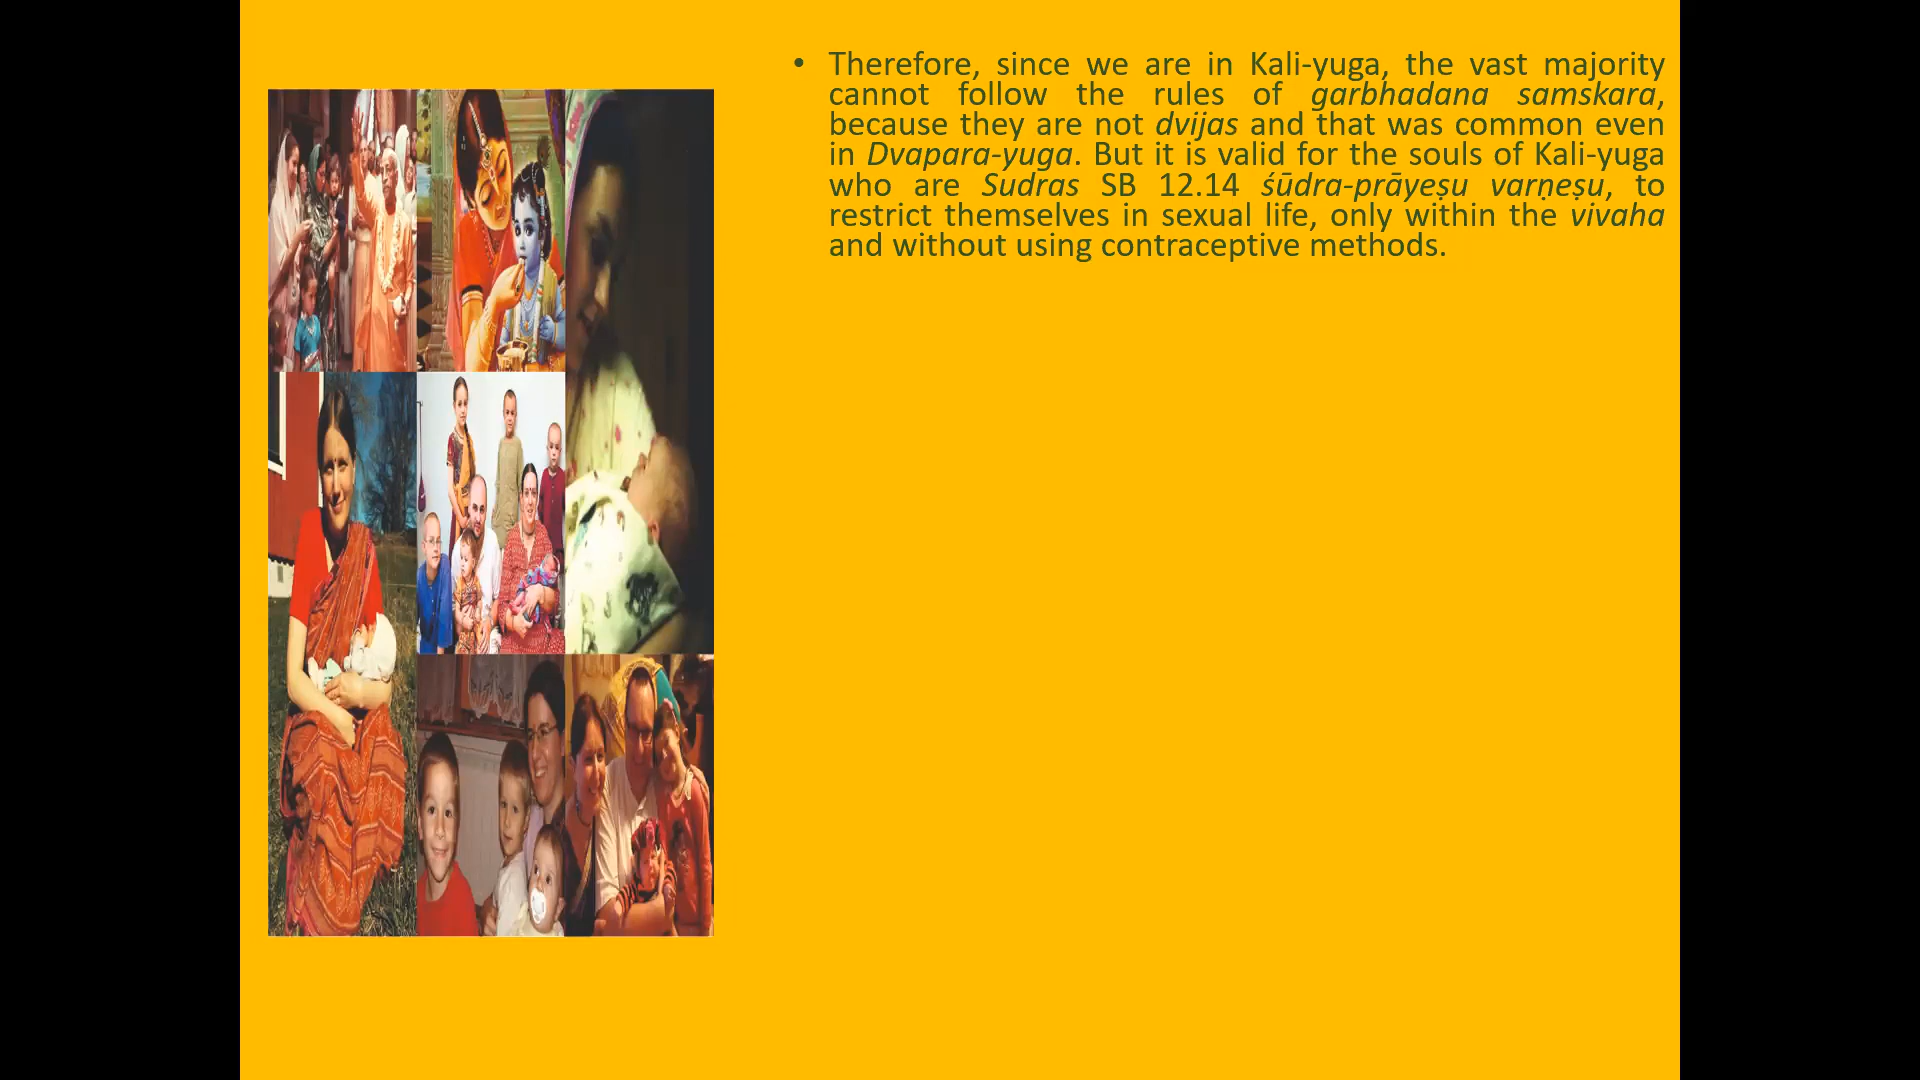 • Therefore, since we are in Kali-yuga, the vast majority
cannot follow the rules of garbhadana samskara,
because they are not dvijas and that was common even
in Dvapara-yuga. But it is valid for the souls of Kali-yuga
who are Sudras SB 12.14 śūdra-prāyeṣu varṇeṣu, to
restrict themselves in sexual life, only within the vivaha
and without using contraceptive methods.